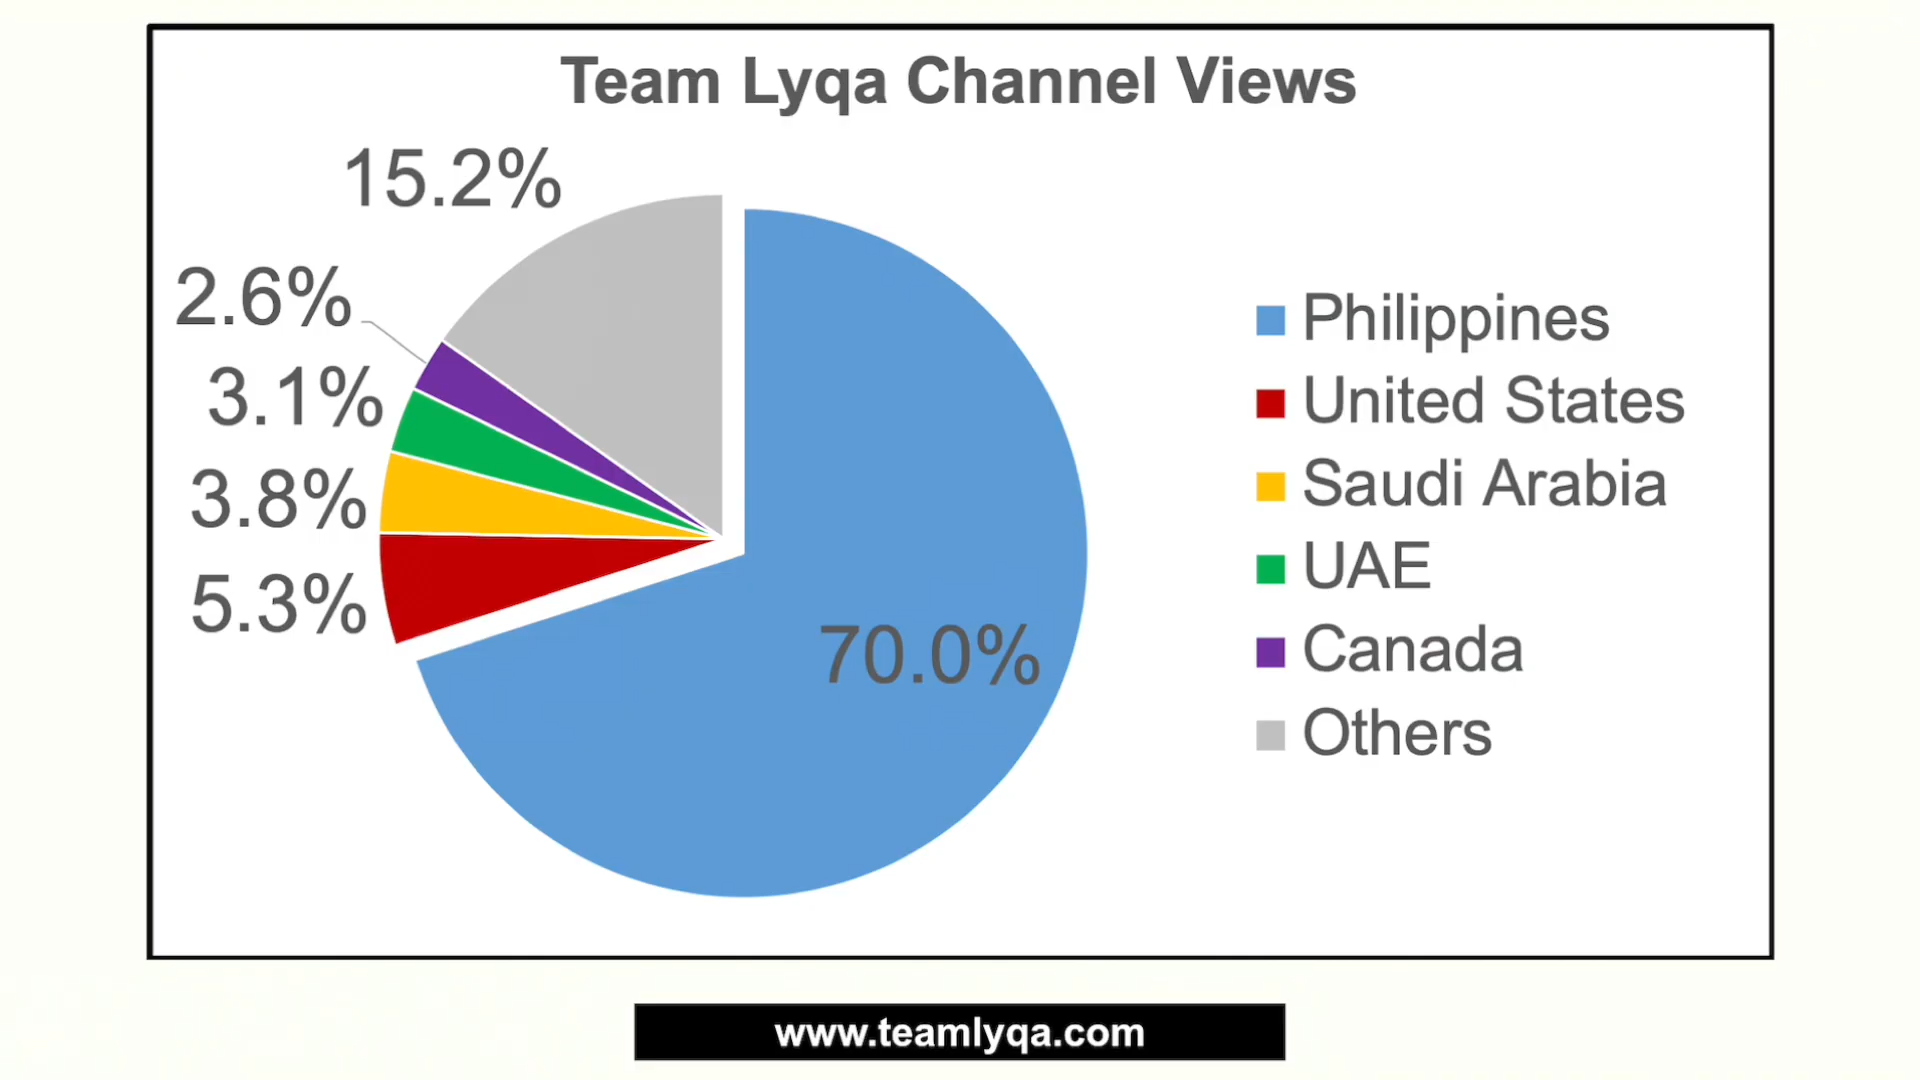 Team Lyqa Channel Views
15.2%
2.6%
3.1%
3.8%
5.3%
70.0%
Philippines
United States
Saudi Arabia
UAE
Canada
Others
www.teamlyqa.com